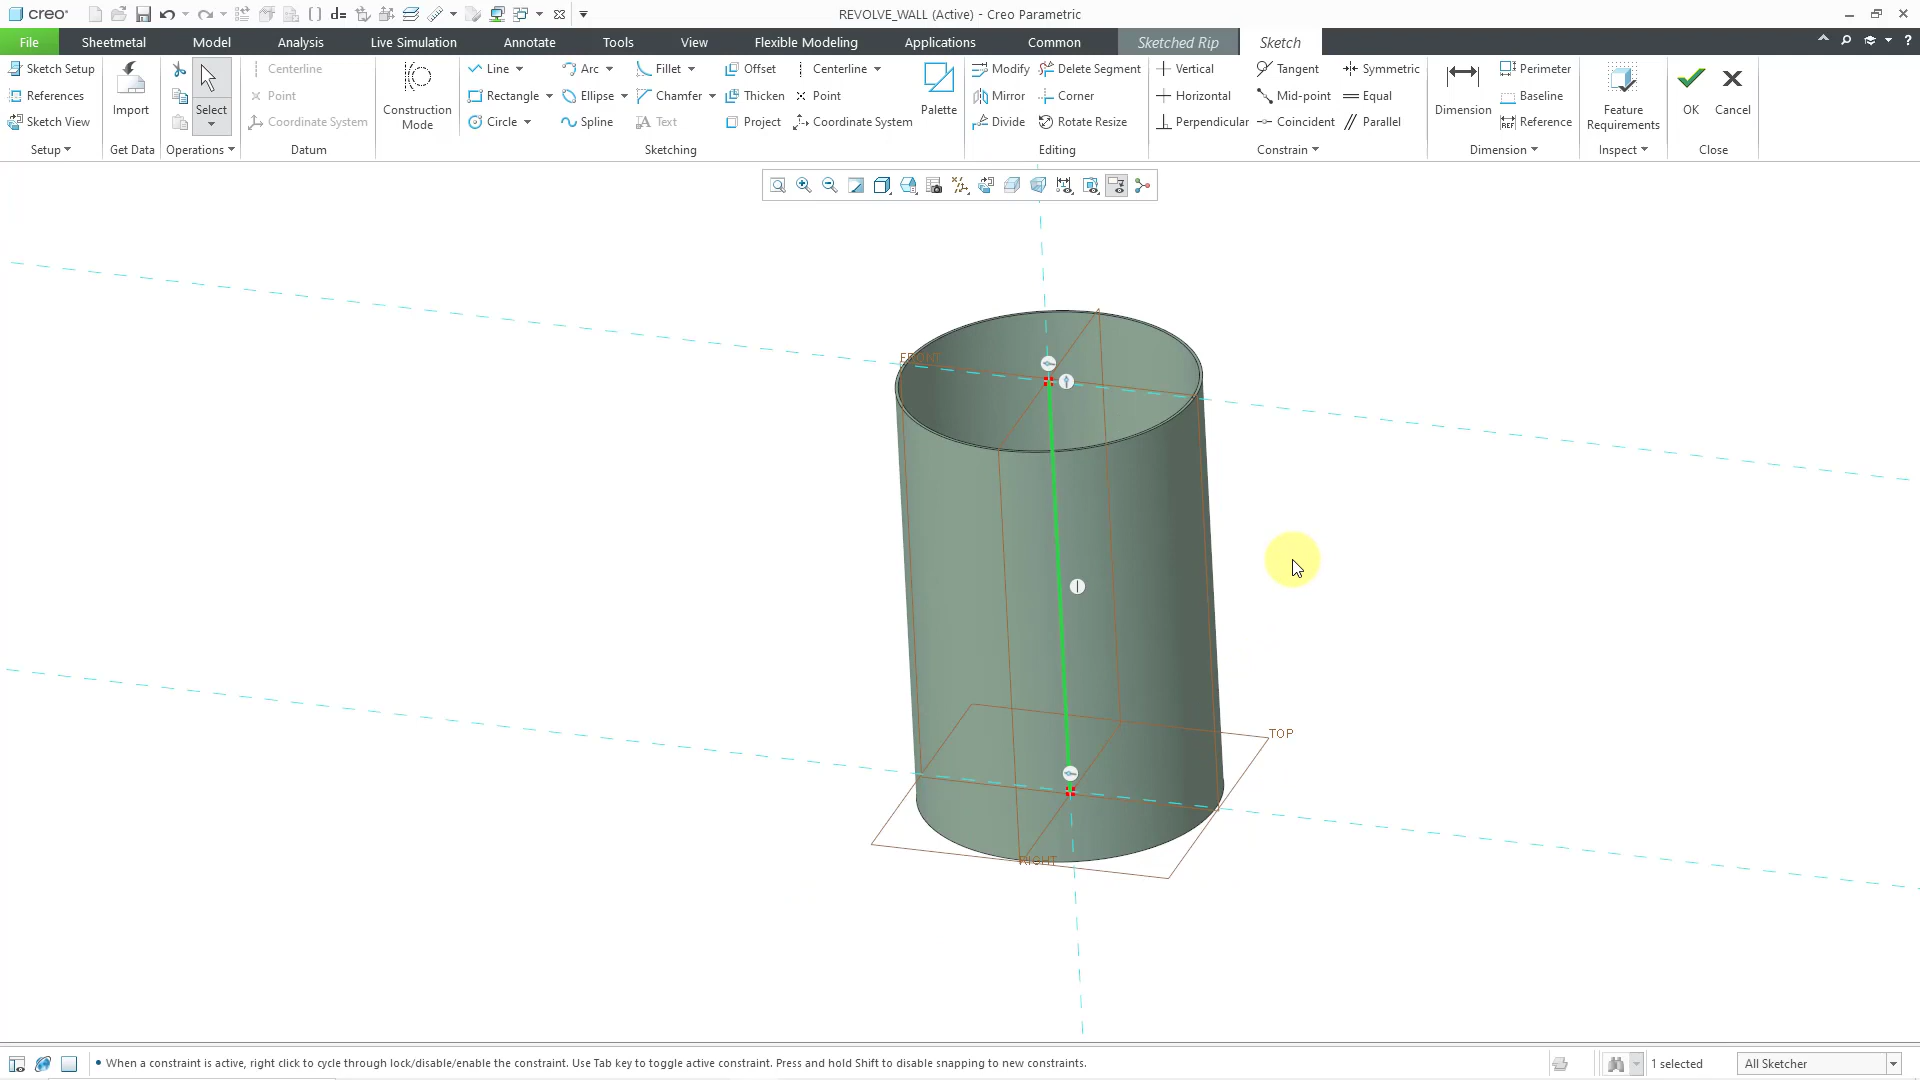 creo
REVOLVE_WALL (Active) - Creo Parametric
File Sheetmetal Model Analysis Live Simulation Annotate Tools View Flexible Modeling Applications Common Sketched Rip Sketch
Sketch Setup
References
Sketch View
Setup
Import
Get Data
Select
Operations
Centerline
Point
Coordinate System
Datum
Construction
Mode
Line Arc Fillet Offset Centerline
Rectangle Ellipse Chamfer Thicken Point
Circle Spline Text Project Coordinate System
Palette
Sketching
Modify Delete Segment
Mirror Corner
Divide Rotate Resize
Editing
Vertical Tangent Symmetric
Horizontal Mid-point Equal
Perpendicular Coincident Parallel
Constrain
Dimension
Perimeter
Baseline
Reference
Dimension
Feature
Requirements
Inspect
OK Cancel
Close
FRONT
TOP
RIGHT
When a constraint is active, right click to cycle through lock/disable/enable the constraint. Use Tab key to toggle active constraint. Press and hold Shift to disable snapping to new constraints.
1 selected
All Sketcher